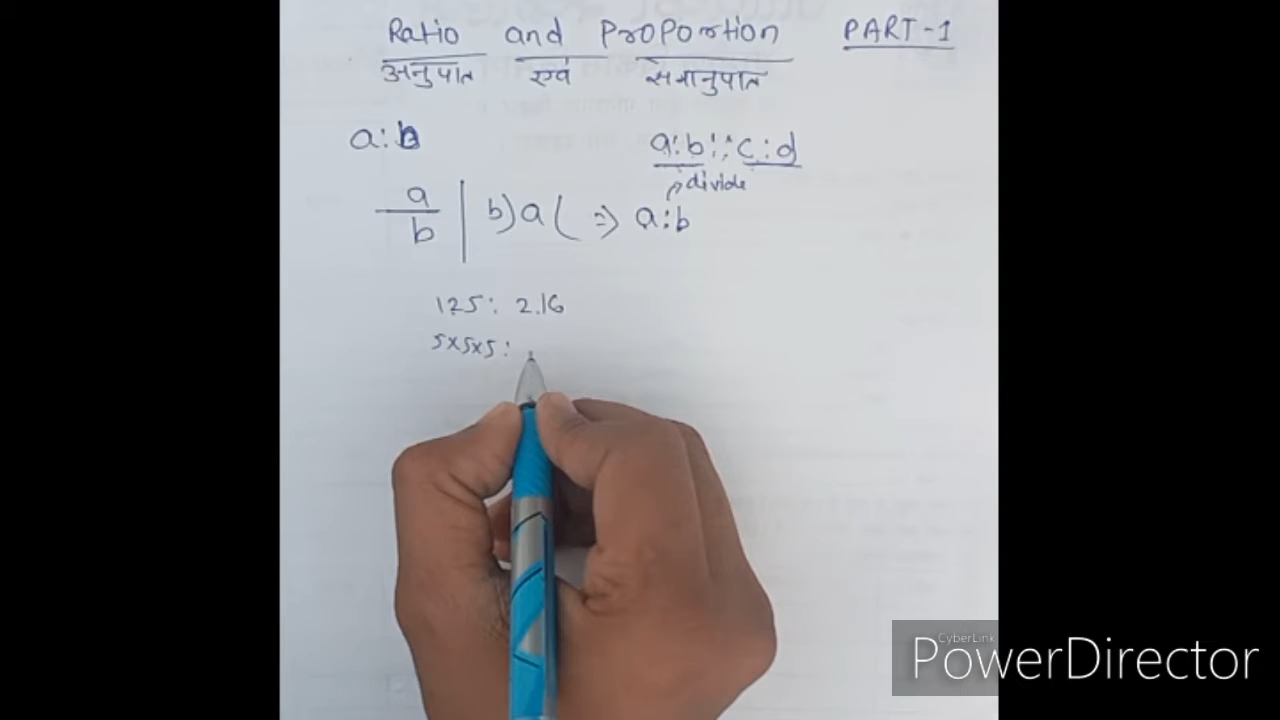 Ratio and Proportion PART-1
अनुपात एवं समानुपात
a:b a:b::c:d
divide
a/b | b)a( => a:b
125: 216
5x5x5:
CyberLink
PowerDirector